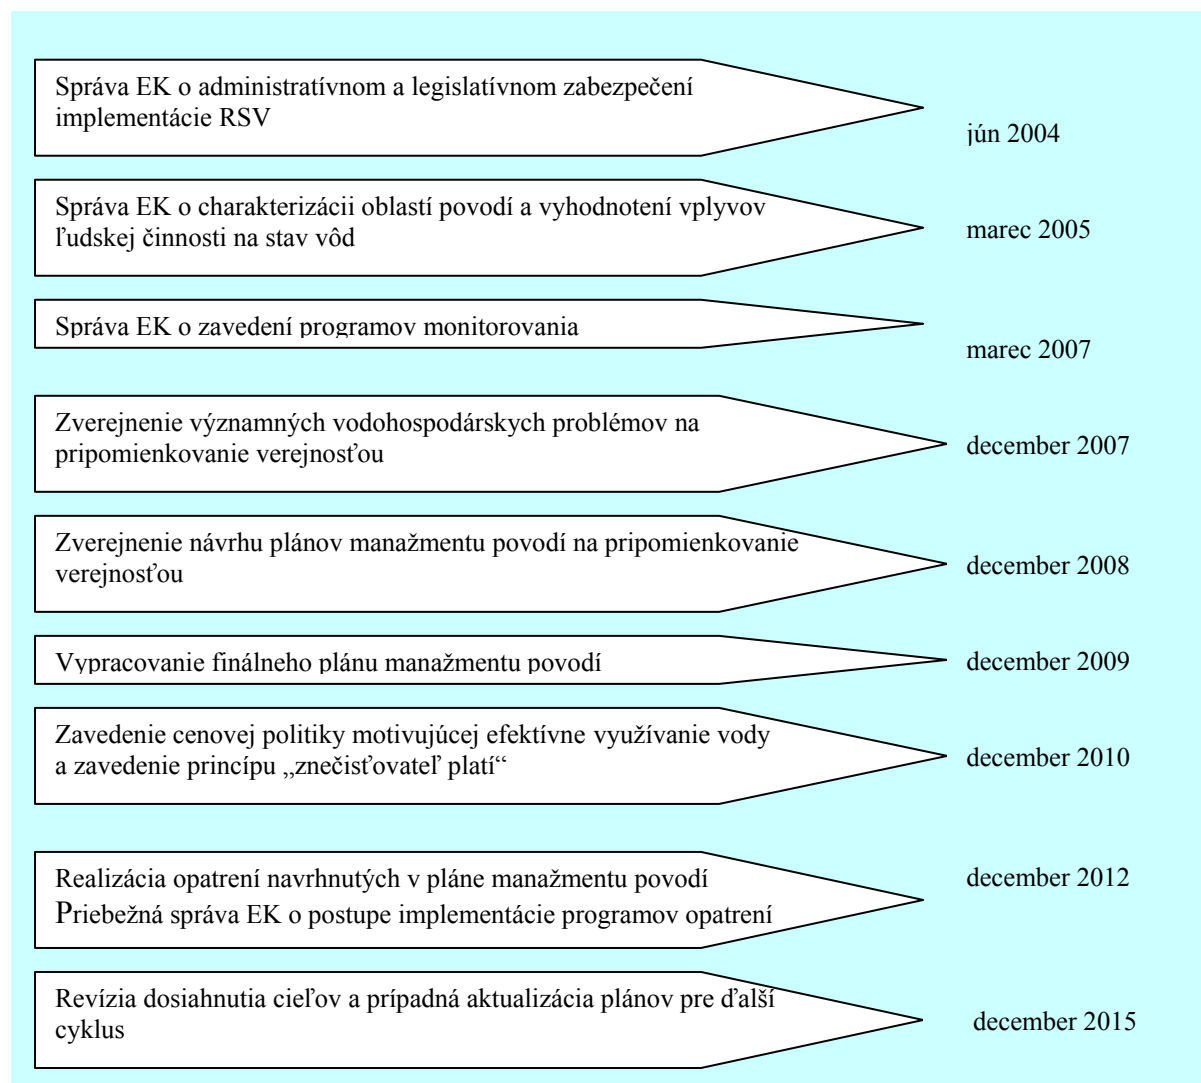 Správa EK o administratívnom a legislatívnom zabezpečení
implementácie RSV
jún 2004
Správa EK o charakterizácii oblastí povodí a vyhodnotení vplyvov
ľudskej činnosti na stav vôd
marec 2005
Správa EK o zavedení programov monitorovania
marec 2007
Zverejnenie významných vodohospodárskych problémov na
pripomienkovanie verejnosťou
december 2007
Zverejnenie návrhu plánov manažmentu povodí na pripomienkovanie
verejnosťou
december 2008
Vypracovanie finálneho plánu manažmentu povodí
december 2009
Zavedenie cenovej politiky motivujúcej efektívne využívanie vody
a zavedenie princípu „znečisťovateľ platí“
december 2010
Realizácia opatrení navrhnutých v pláne manažmentu povodí
Priebežná správa EK o postupe implementácie programov opatrení
december 2012
Revízia dosiahnutia cieľov a prípadná aktualizácia plánov pre ďalší
cyklus
december 2015